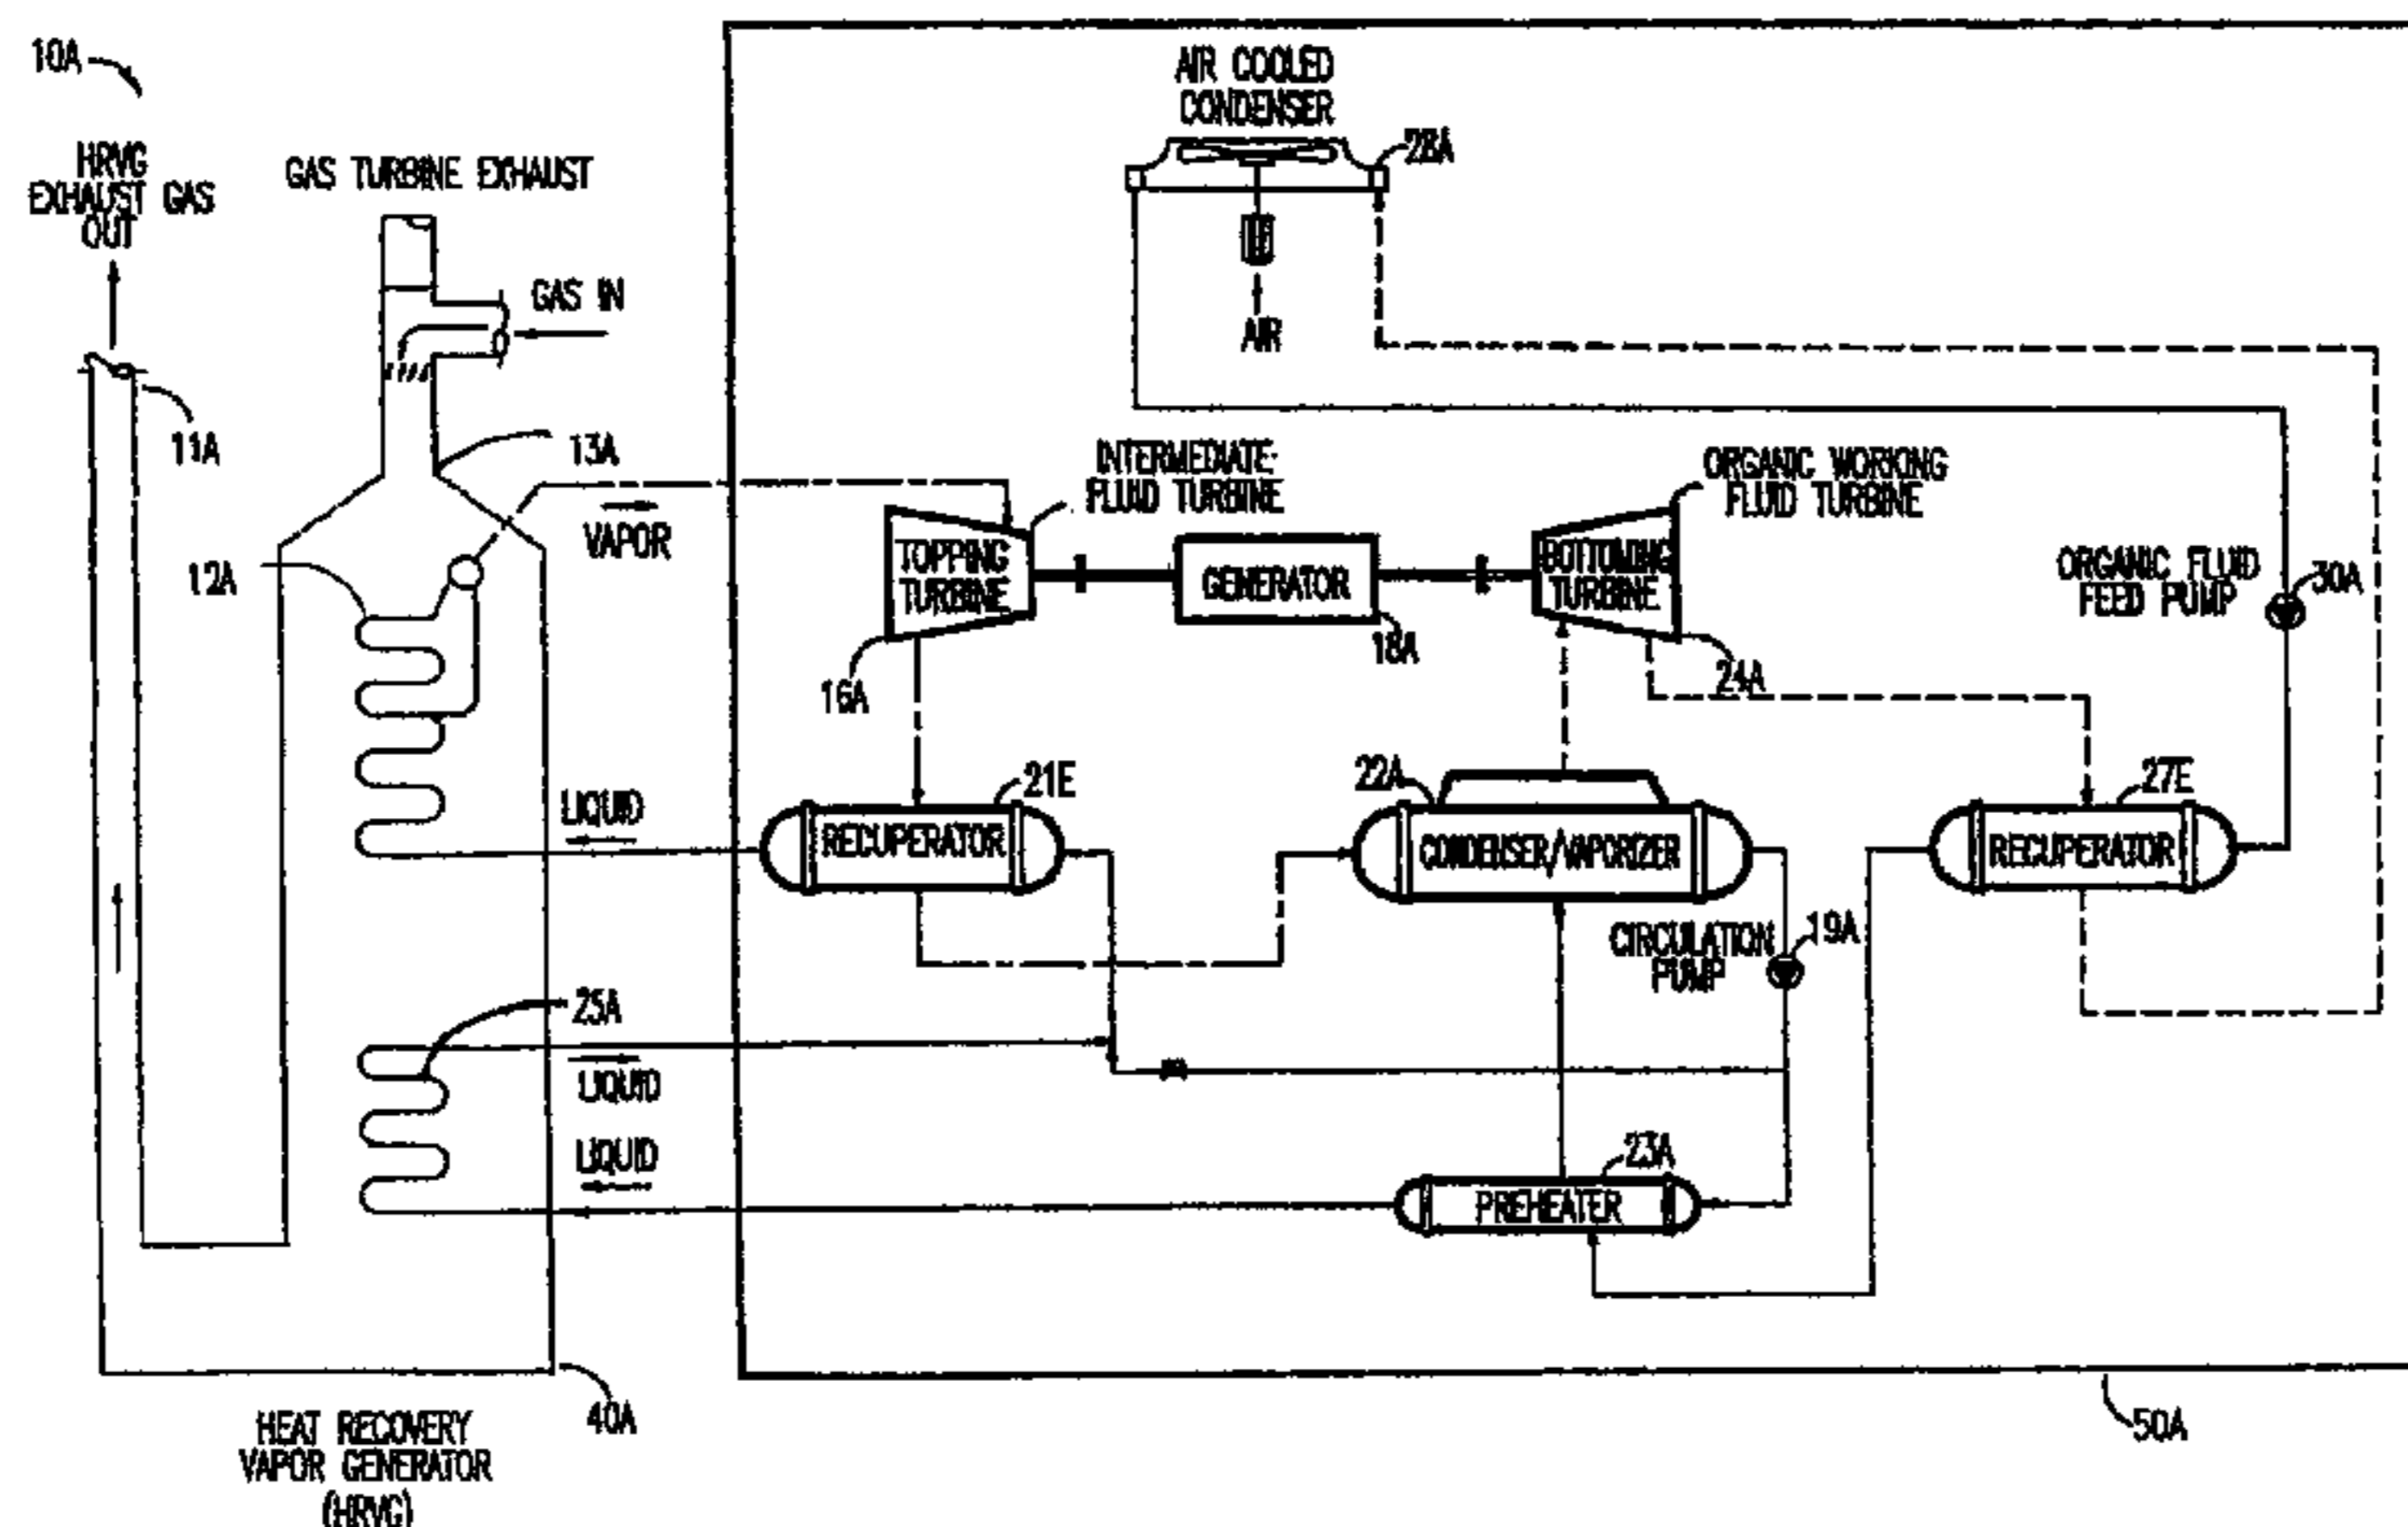 10A
HRVG
EXHAUST GAS
OUT
GAS TURBINE EXHAUST
GAS IN
11A
13A
VAPOR
12A
LIQUID
25A
LIQUID
LIQUID
40A
HEAT RECOVERY
VAPOR GENERATOR
(HRVG)
AIR COOLED
CONDENSER
28A
AIR
INTERMEDIATE
FLUID TURBINE
ORGANIC WORKING
FLUID TURBINE
TOPPING
TURBINE
GENERATOR
BOTTOMING
TURBINE
ORGANIC FLUID
FEED PUMP
30A
16A
18A
24A
21E
RECUPERATOR
22A
CONDENSER/VAPORIZER
27E
RECUPERATOR
CIRCULATION
PUMP
19A
23A
PREHEATER
50A